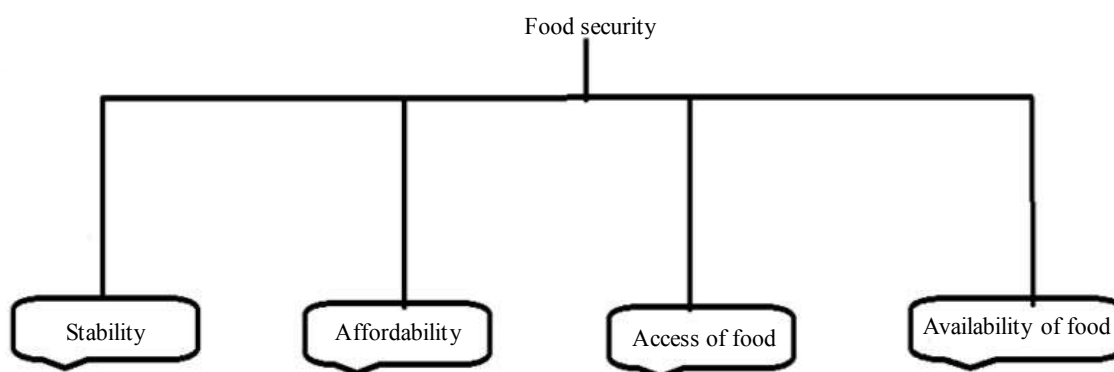 Food security
Stability
Affordability
Access of food
Availability of food